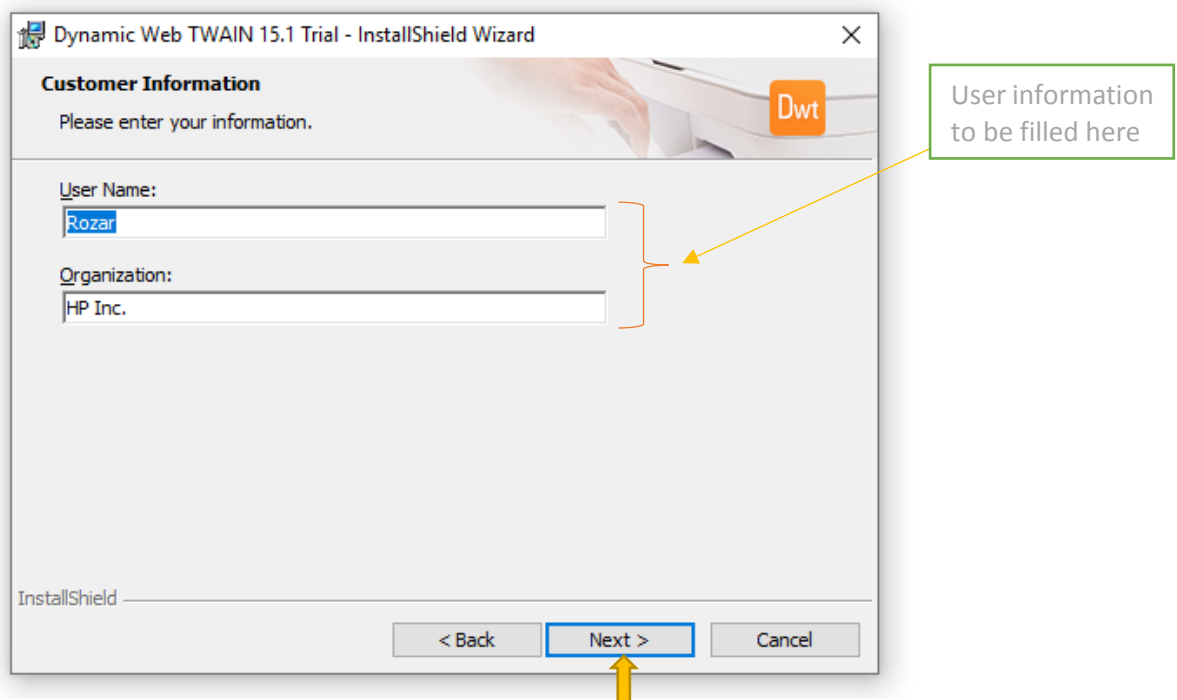 Dynamic Web TWAIN 15.1 Trial - InstallShield Wizard
Customer Information
Please enter your information.
Dwt
User information
to be filled here
User Name:
Rozar
Organization:
HP Inc.
InstallShield
< Back
Next >
Cancel